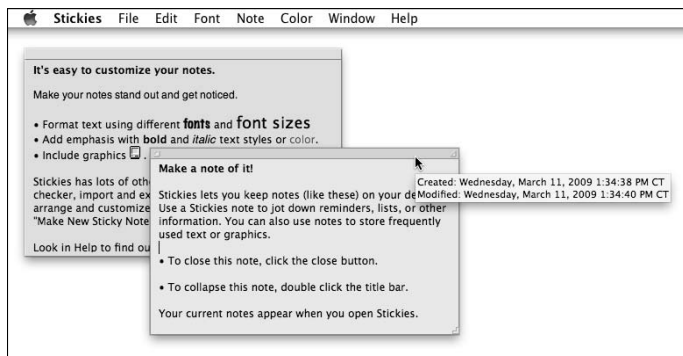 Stickies File Edit Font Note Color Window Help
It's easy to customize your notes.
Make your notes stand out and get noticed.
• Format text using different fonts and font sizes
• Add emphasis with bold and italic text styles or color.
• Include graphics .
Stickies has lots of oth
checker, import and ex
arrange and customize
"Make New Sticky Note
Look in Help to find ou
Make a note of it!
Stickies lets you keep notes (like these) on your de
Use a Stickies note to jot down reminders, lists, or other
information. You can also use notes to store frequently
used text or graphics.
• To close this note, click the close button.
• To collapse this note, double click the title bar.
Your current notes appear when you open Stickies.
Created: Wednesday, March 11, 2009 1:34:38 PM CT
Modified: Wednesday, March 11, 2009 1:34:40 PM CT